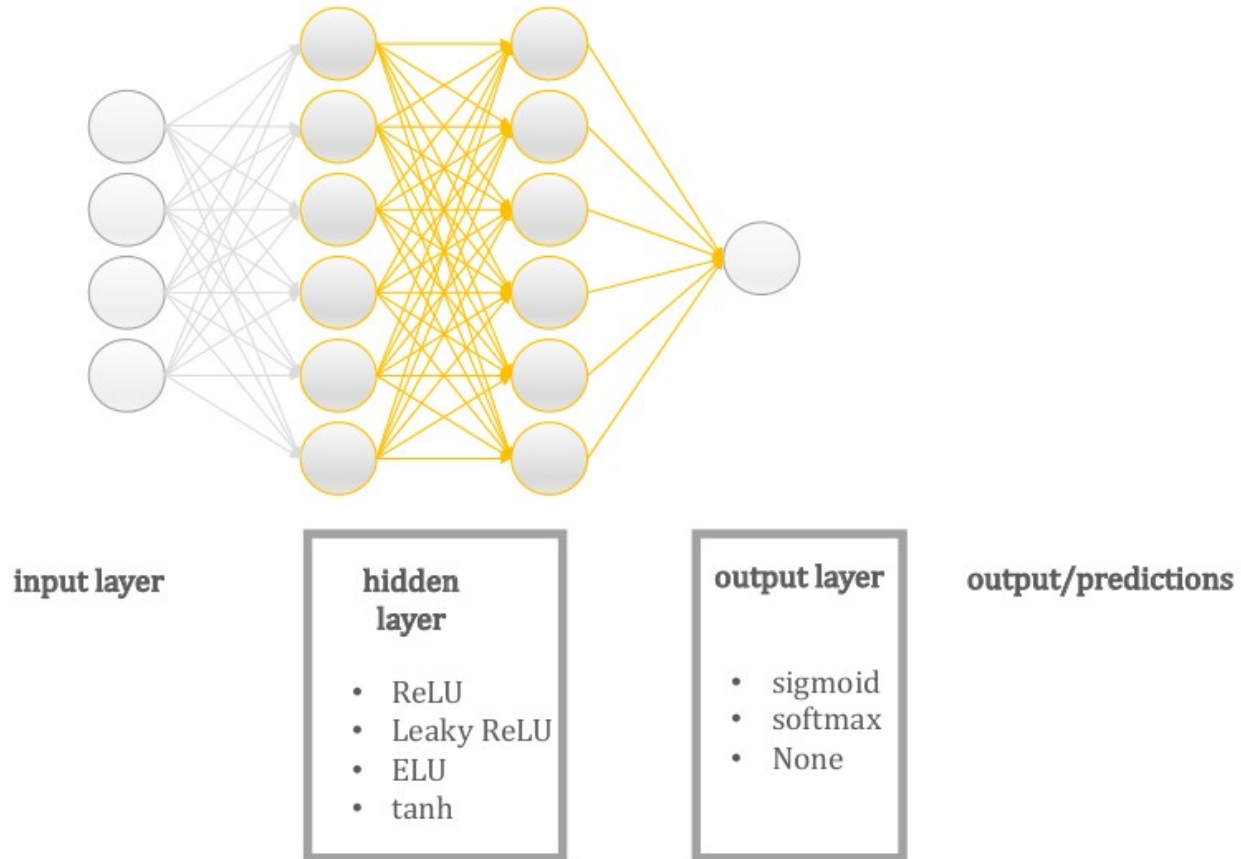 input layer
hidden
layer
• ReLU
• Leaky ReLU
• ELU
• tanh
output layer
• sigmoid
• softmax
• None
output/predictions